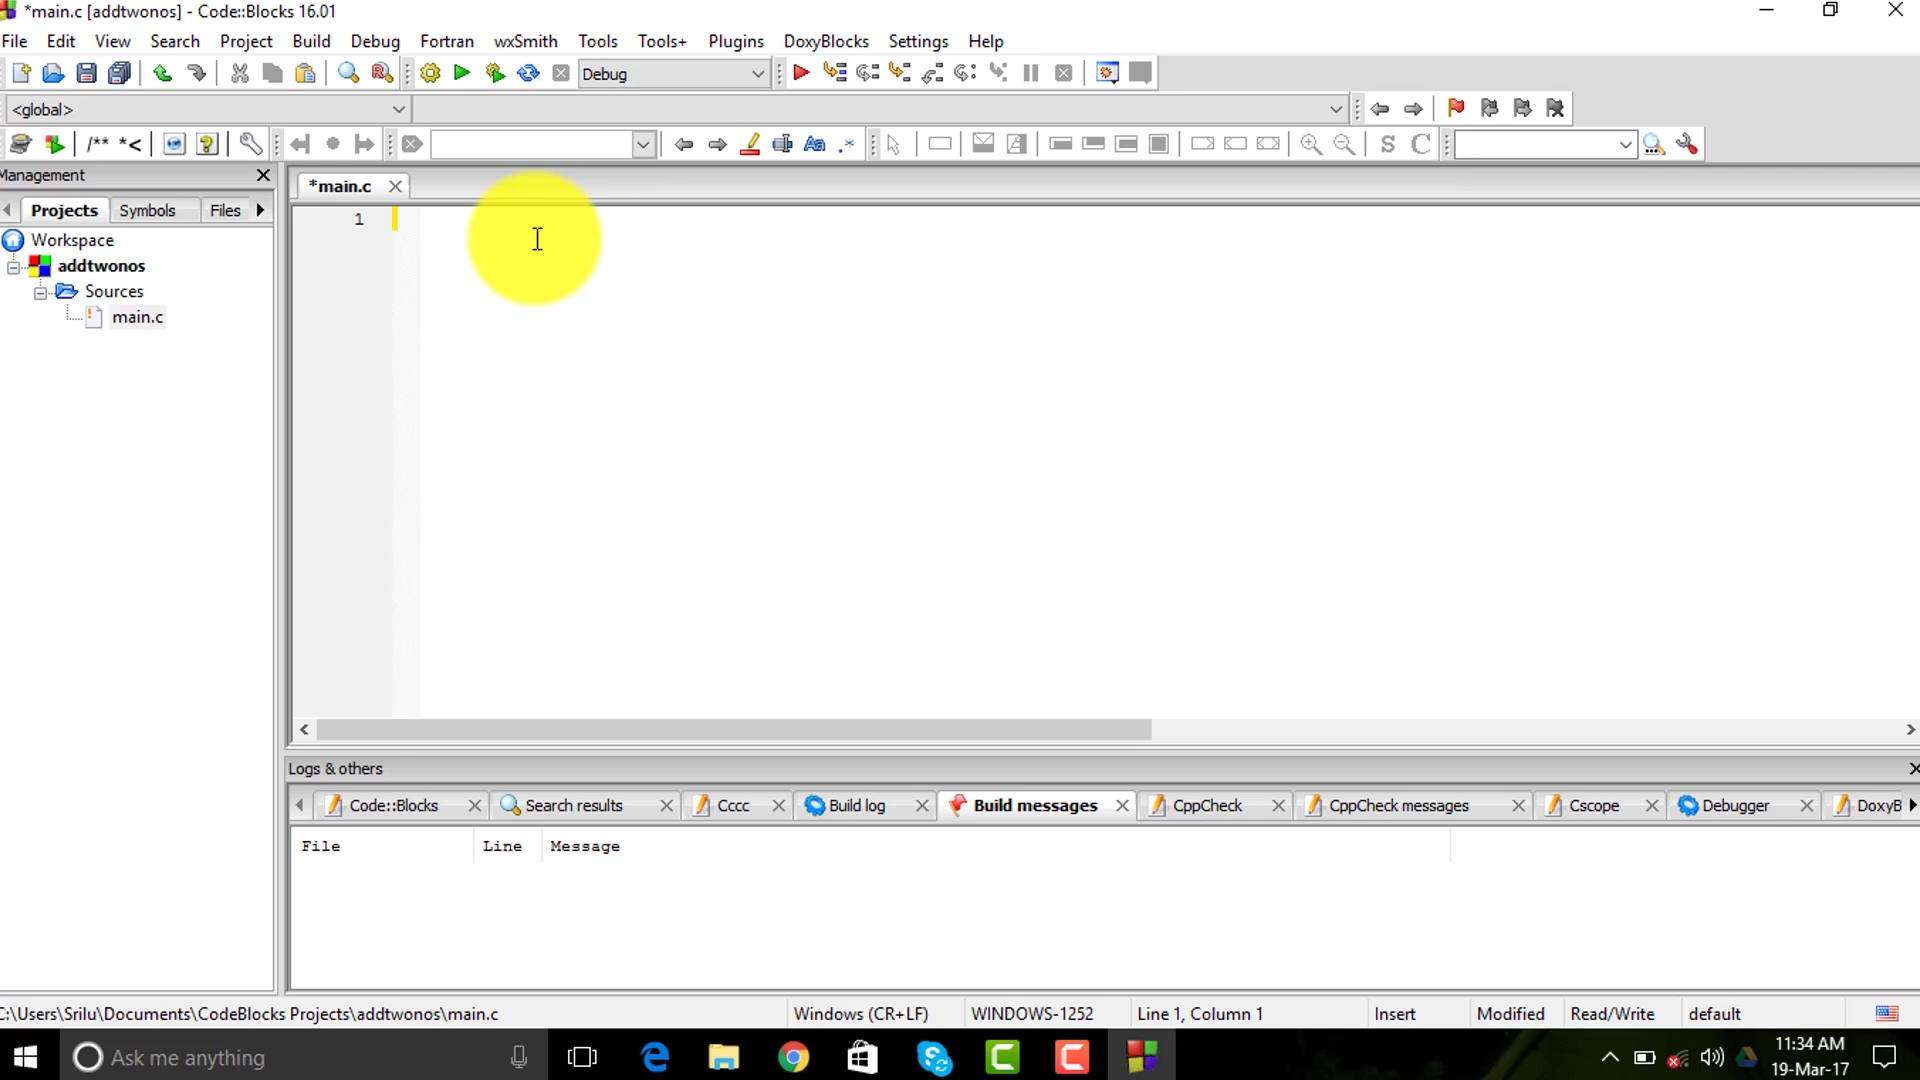 *main.c [addtwonos] - Code::Blocks 16.01
File Edit View Search Project Build Debug Fortran wxSmith Tools Tools+ Plugins DoxyBlocks Settings Help
Debug
<global>
/** *<
Aa .* S C
Management
*main.c
Projects Symbols Files
1
Workspace
addtwonos
Sources
main.c
Logs & others
Code::Blocks Search results Cccc Build log Build messages CppCheck CppCheck messages Cscope Debugger DoxyB
File Line Message
C:\Users\Srilu\Documents\CodeBlocks Projects\addtwonos\main.c Windows (CR+LF) WINDOWS-1252 Line 1, Column 1 Insert Modified Read/Write default
Ask me anything
11:34 AM
19-Mar-17